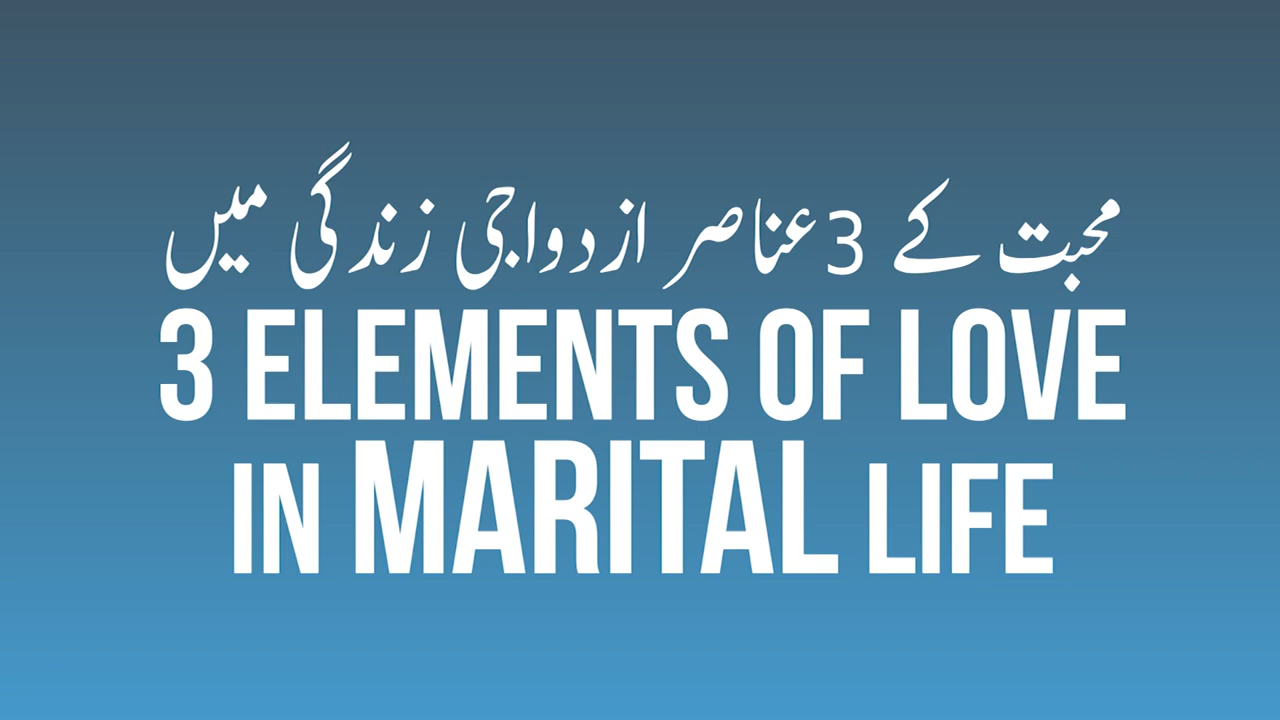 محبت کے 3 عناصر ازدواجی زندگی میں
3 ELEMENTS OF LOVE
IN MARITAL LIFE